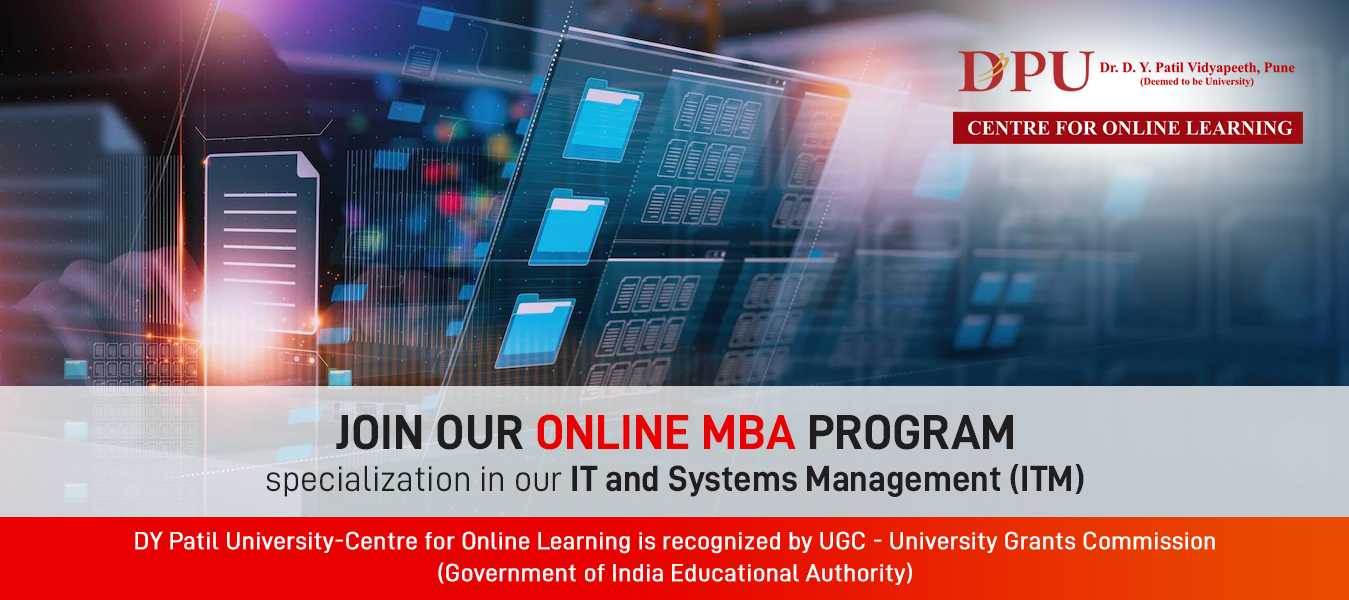 DPU Dr. D. Y. Patil Vidyapeeth, Pune
(Deemed to be University)
CENTRE FOR ONLINE LEARNING
JOIN OUR ONLINE MBA PROGRAM
specialization in our IT and Systems Management (ITM)
DY Patil University-Centre for Online Learning is recognized by UGC - University Grants Commission
(Government of India Educational Authority)